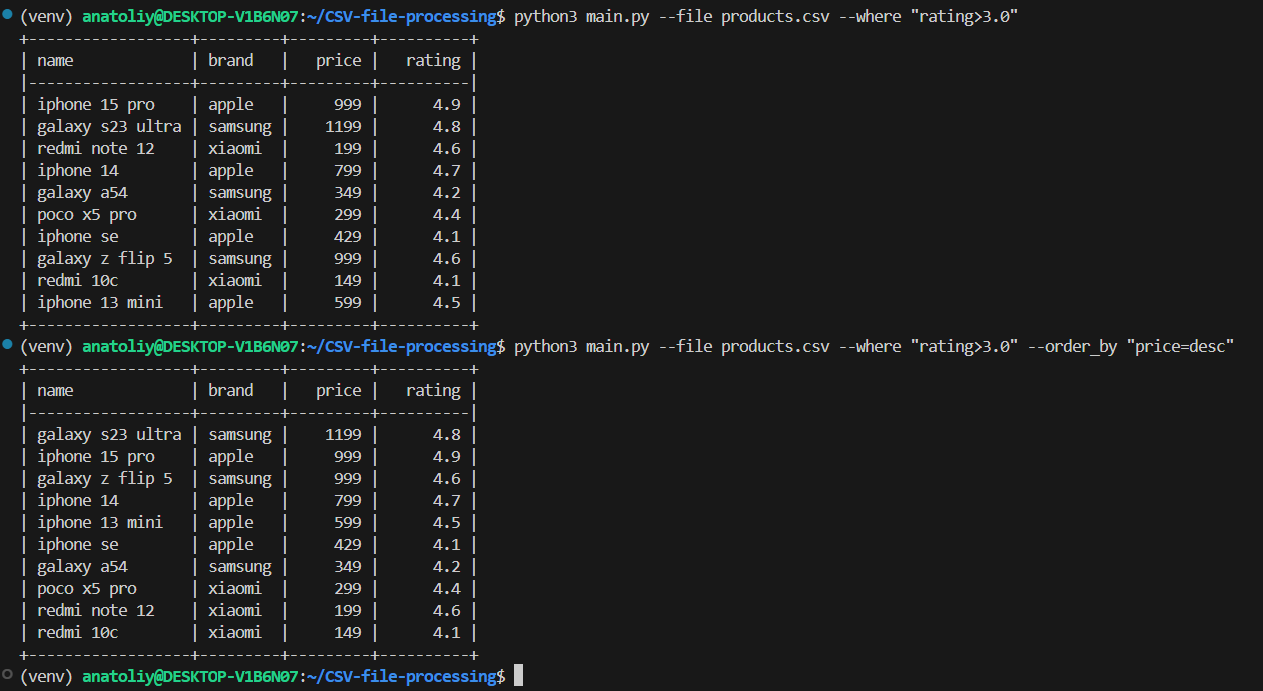 (venv) anatoliy@DESKTOP-V1B6N07:~/CSV-file-processing$ python3 main.py --file products.csv --where "rating>3.0"
+------------------+---------+---------+----------+
| name             | brand   |   price |   rating |
|------------------+---------+---------+----------|
| iphone 15 pro    | apple   |     999 |      4.9 |
| galaxy s23 ultra | samsung |    1199 |      4.8 |
| redmi note 12    | xiaomi  |     199 |      4.6 |
| iphone 14        | apple   |     799 |      4.7 |
| galaxy a54       | samsung |     349 |      4.2 |
| poco x5 pro      | xiaomi  |     299 |      4.4 |
| iphone se        | apple   |     429 |      4.1 |
| galaxy z flip 5  | samsung |     999 |      4.6 |
| redmi 10c        | xiaomi  |     149 |      4.1 |
| iphone 13 mini   | apple   |     599 |      4.5 |
+------------------+---------+---------+----------+
(venv) anatoliy@DESKTOP-V1B6N07:~/CSV-file-processing$ python3 main.py --file products.csv --where "rating>3.0" --order_by "price=desc"
+------------------+---------+---------+----------+
| name             | brand   |   price |   rating |
|------------------+---------+---------+----------|
| galaxy s23 ultra | samsung |    1199 |      4.8 |
| iphone 15 pro    | apple   |     999 |      4.9 |
| galaxy z flip 5  | samsung |     999 |      4.6 |
| iphone 14        | apple   |     799 |      4.7 |
| iphone 13 mini   | apple   |     599 |      4.5 |
| iphone se        | apple   |     429 |      4.1 |
| galaxy a54       | samsung |     349 |      4.2 |
| poco x5 pro      | xiaomi  |     299 |      4.4 |
| redmi note 12    | xiaomi  |     199 |      4.6 |
| redmi 10c        | xiaomi  |     149 |      4.1 |
+------------------+---------+---------+----------+
(venv) anatoliy@DESKTOP-V1B6N07:~/CSV-file-processing$